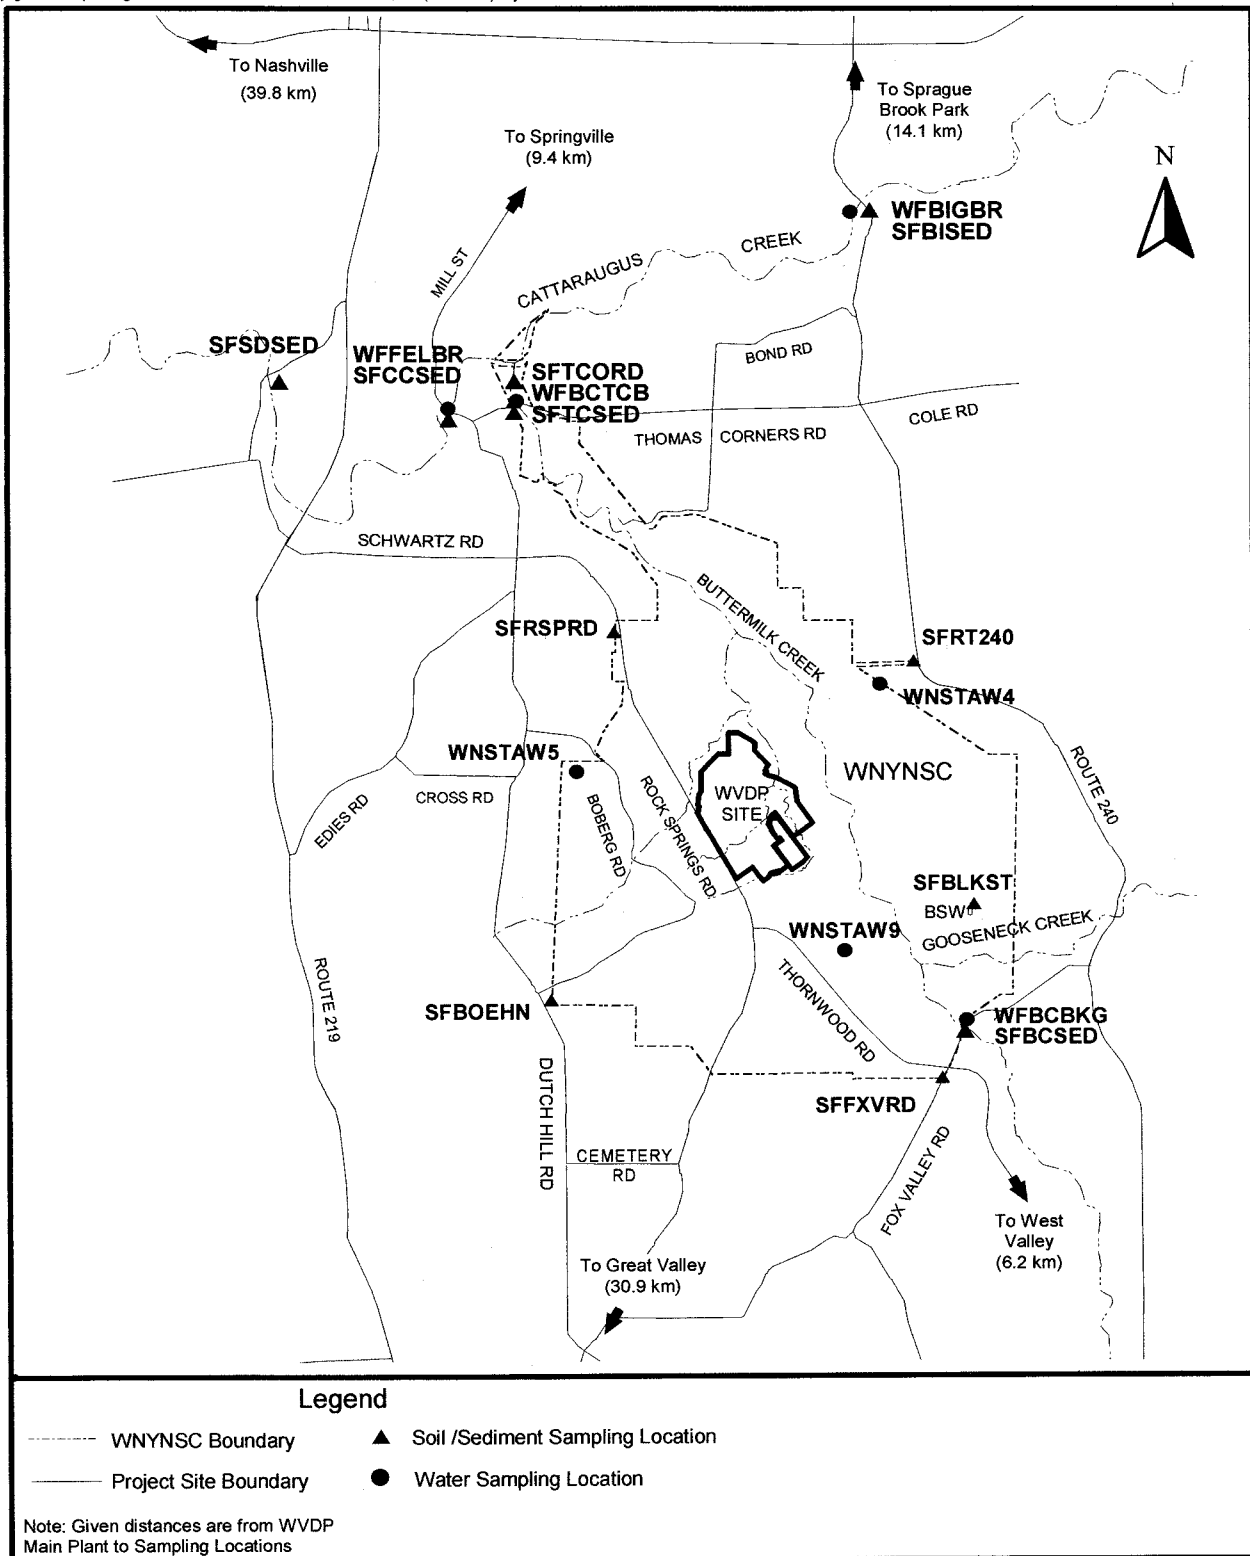 To Nashville
(39.8 km)
To Sprague
Brook Park
(14.1 km)
To Springville
(9.4 km)
N
WFBIGBR
SFBISED
MILL ST
CATTARAUGUS
CREEK
SFSDSED
WFFELBR
SFCCSED
SFTCORD
WFBCTCB
SFTCSED
BOND RD
COLE RD
THOMAS
CORNERS RD
SCHWARTZ RD
BUTTERMILK CREEK
SFRSPRD
SFRT240
WNSTAW4
WNSTAW5
WNYNSC
ROUTE 240
WVDP
SITE
CROSS RD
EDIES RD
BOBERG RD
ROCK SPRINGS RD
SFBLKST
BSW
GOOSENECK CREEK
WNSTAW9
ROUTE 219
THORNWOOD RD
SFBOEHN
WFBCBKG
SFBCSED
DUTCH HILL RD
SFFXVRD
CEMETERY
RD
FOX VALLEY RD
To West
Valley
(6.2 km)
To Great Valley
(30.9 km)
Legend
WNYNSC Boundary
Soil /Sediment Sampling Location
Project Site Boundary
Water Sampling Location
Note: Given distances are from WVDP
Main Plant to Sampling Locations